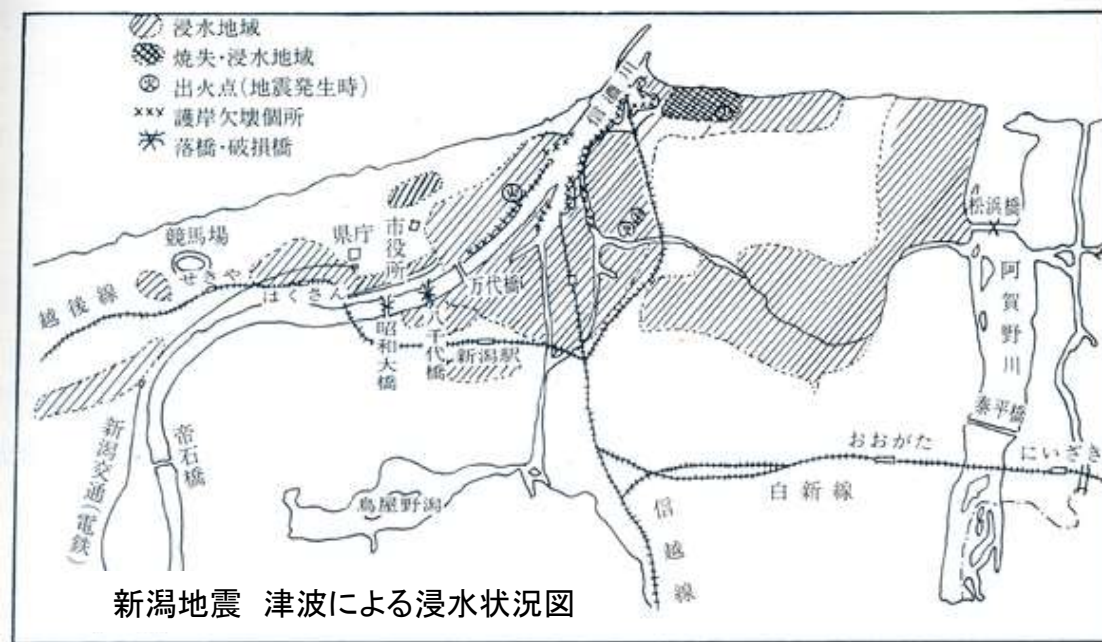 浸水地域
焼失・浸水地域
出火点(地震発生時)
護岸欠壊個所
落橋・破損橋
信濃川
松浜橋
競馬場
県庁
市役所
せきや
はくさん
万代橋
越後線
昭和大橋
八千代橋
新潟駅
阿賀野川
泰平橋
新潟交通(電鉄)
帝石橋
おおがた
にいざき
白新線
鳥屋野潟
信越線
新潟地震 津波による浸水状況図